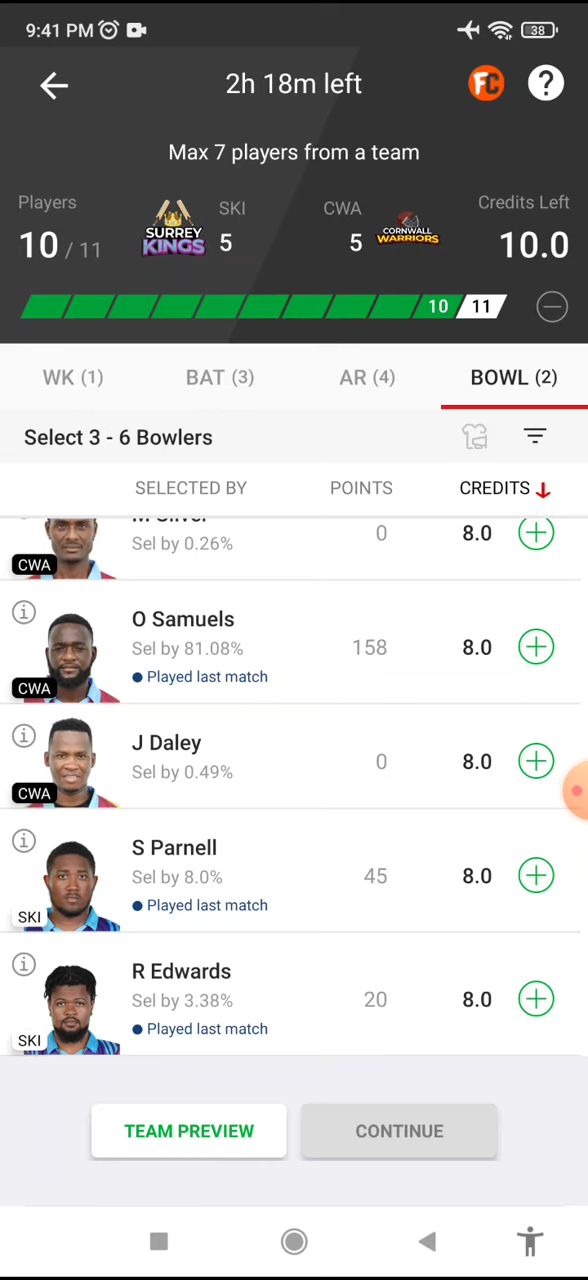 9:41 PM 38
2h 18m left FC ?
Max 7 players from a team
Players SKI CWA Credits Left
10 / 11 SURREY KINGS 5 5 CORNWALL WARRIORS 10.0
10 11
WK (1) BAT (3) AR (4) BOWL (2)
Select 3 - 6 Bowlers
SELECTED BY POINTS CREDITS
Sel by 0.26% 0 8.0
CWA
O Samuels
Sel by 81.08% 158 8.0
Played last match
CWA
J Daley
Sel by 0.49% 0 8.0
CWA
S Parnell
Sel by 8.0% 45 8.0
Played last match
SKI
R Edwards
Sel by 3.38% 20 8.0
Played last match
SKI
TEAM PREVIEW CONTINUE